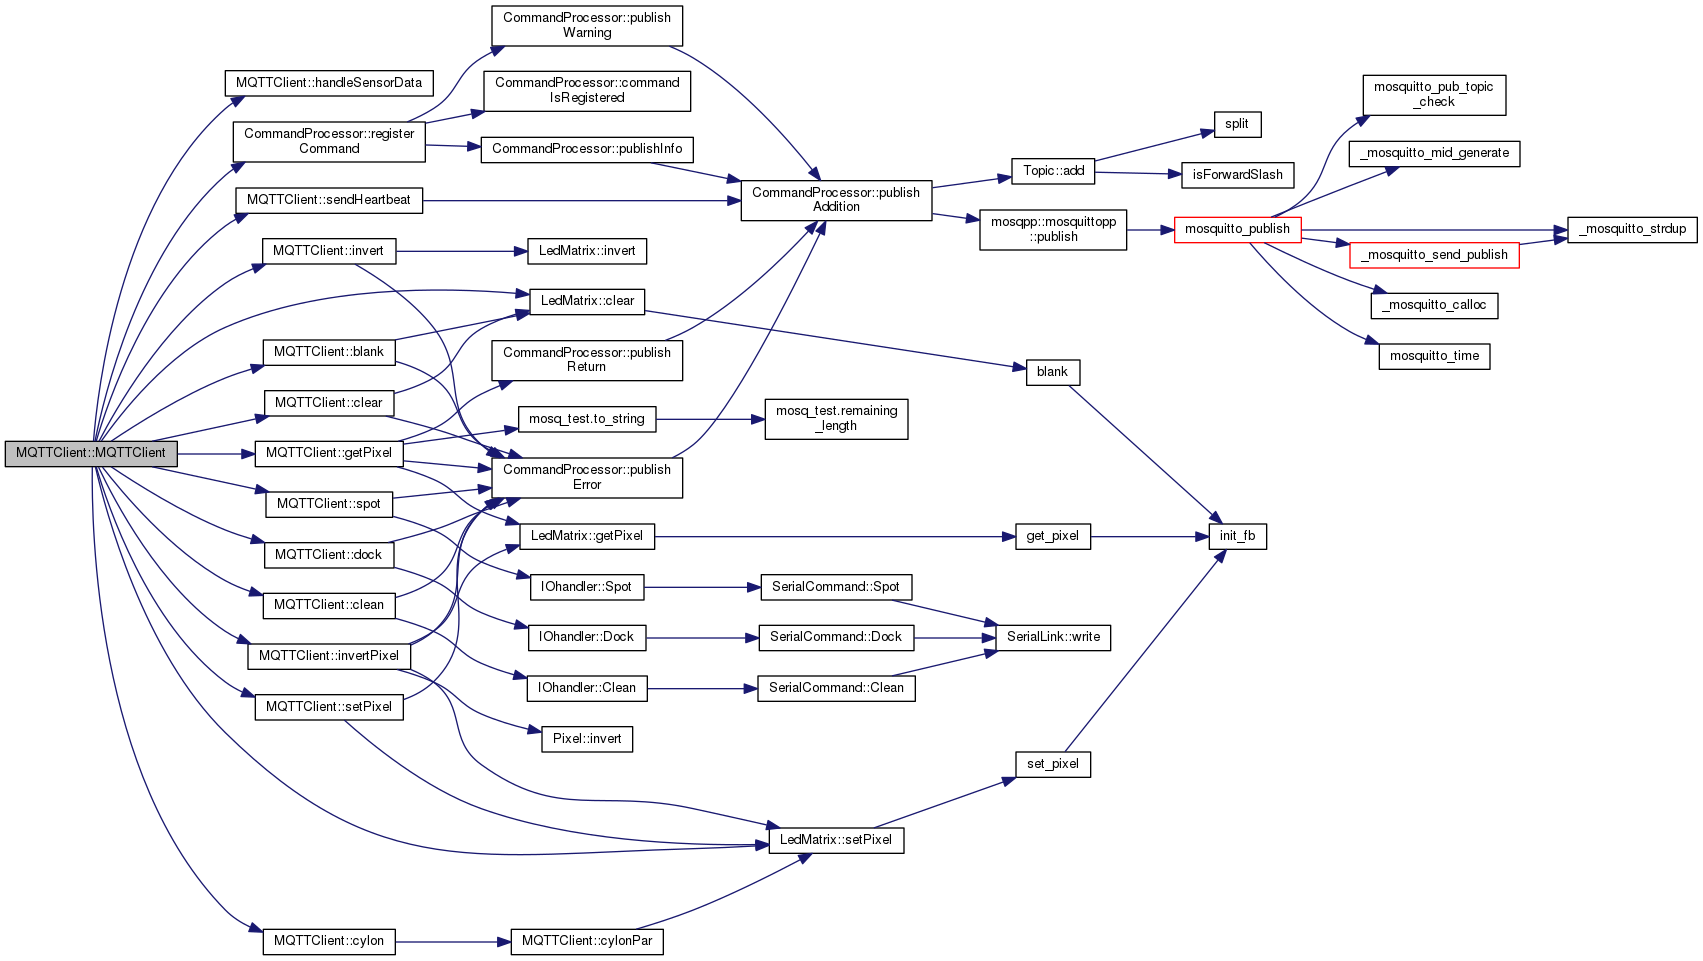 CommandProcessor::publish
Warning
MQTTClient::handleSensorData
CommandProcessor::command
IsRegistered
CommandProcessor::register
Command
CommandProcessor::publishInfo
MQTTClient::sendHeartbeat
CommandProcessor::publish
Addition
MQTTClient::invert
LedMatrix::invert
LedMatrix::clear
MQTTClient::blank
CommandProcessor::publish
Return
MQTTClient::clear
mosq_test.to_string
mosq_test.remaining
_length
MQTTClient::MQTTClient
MQTTClient::getPixel
CommandProcessor::publish
Error
MQTTClient::spot
LedMatrix::getPixel
MQTTClient::dock
IOhandler::Spot
SerialCommand::Spot
MQTTClient::clean
IOhandler::Dock
SerialCommand::Dock
SerialLink::write
MQTTClient::invertPixel
IOhandler::Clean
SerialCommand::Clean
MQTTClient::setPixel
Pixel::invert
LedMatrix::setPixel
MQTTClient::cylon
MQTTClient::cylonPar
Topic::add
split
isForwardSlash
mosqpp::mosquittopp
::publish
mosquitto_publish
mosquitto_pub_topic
_check
_mosquitto_mid_generate
_mosquitto_strdup
_mosquitto_send_publish
_mosquitto_calloc
mosquitto_time
blank
get_pixel
init_fb
set_pixel